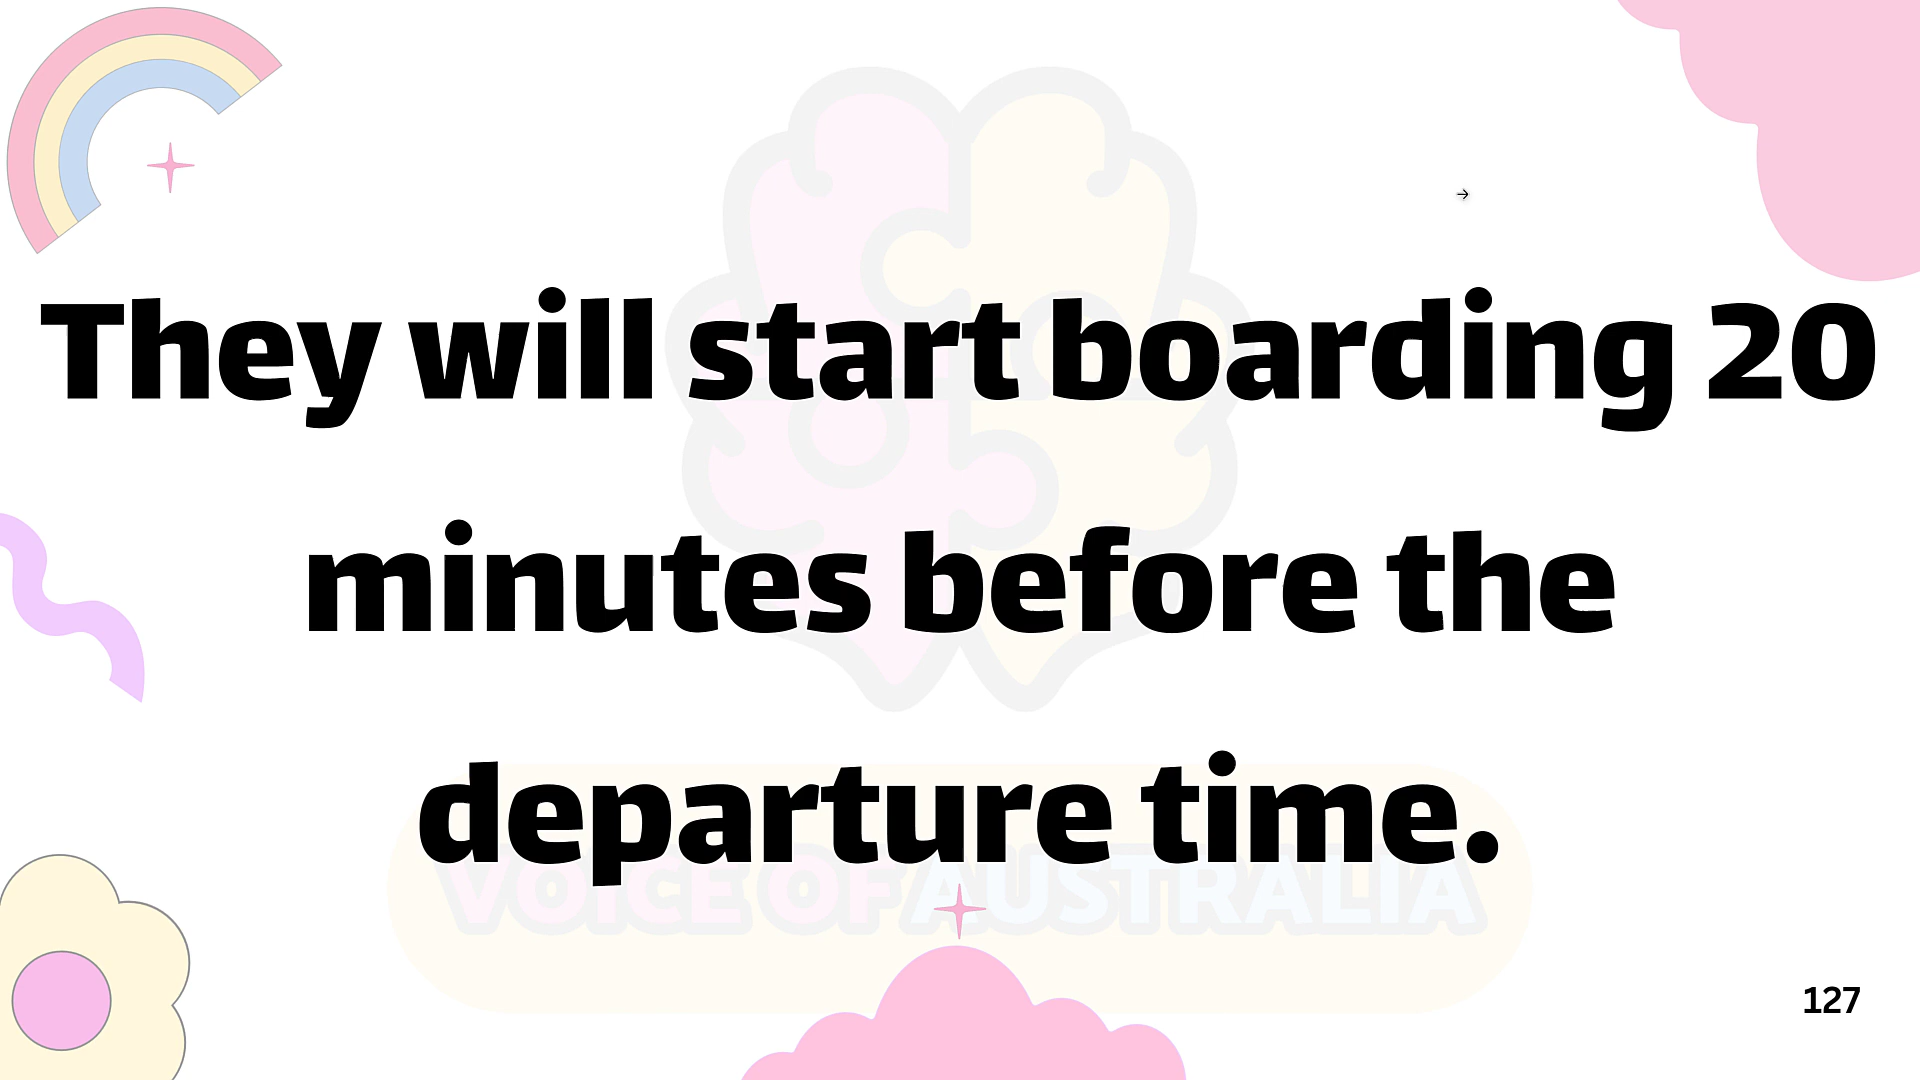 They will start boarding 20
minutes before the
departure time.
VOICE OF AUSTRALIA
127